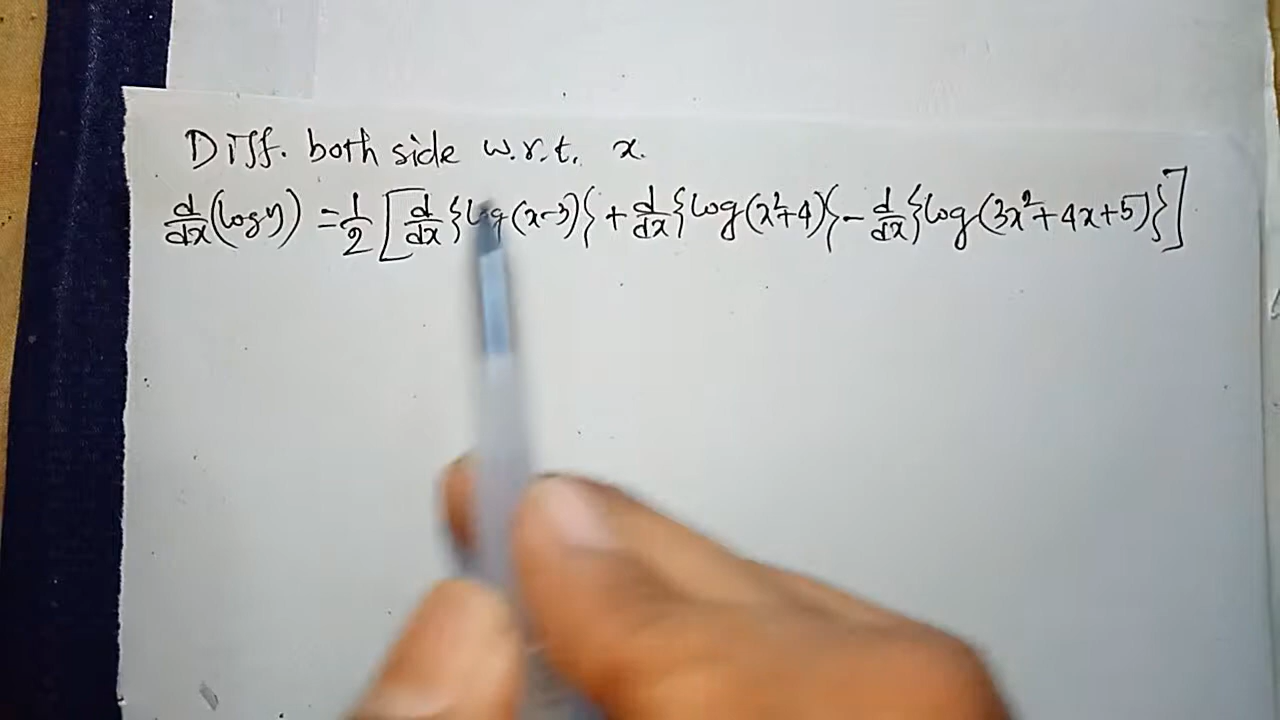 Diff. both side w.r.t. x.
d/dx(log y) = 1/2[d/dx{log(x-3)} + d/dx{log(x²+4)} - d/dx{log(3x²+4x+5)}]